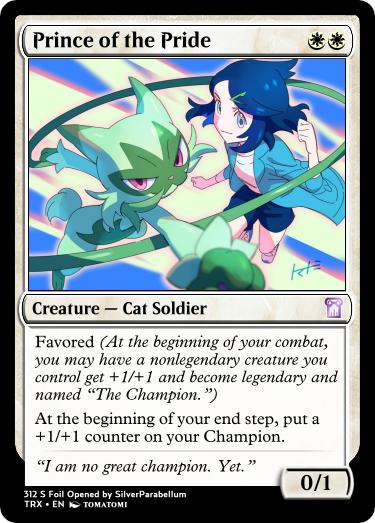 Prince of the Pride
Creature — Cat Soldier
Favored (At the beginning of your combat,
you may have a nonlegendary creature you
control get +1/+1 and become legendary and
named “The Champion.”)
At the beginning of your end step, put a
+1/+1 counter on your Champion.
“I am no great champion. Yet.”
0/1
312 S Foil Opened by SilverParabellum
TRX • EN TOMATOMI